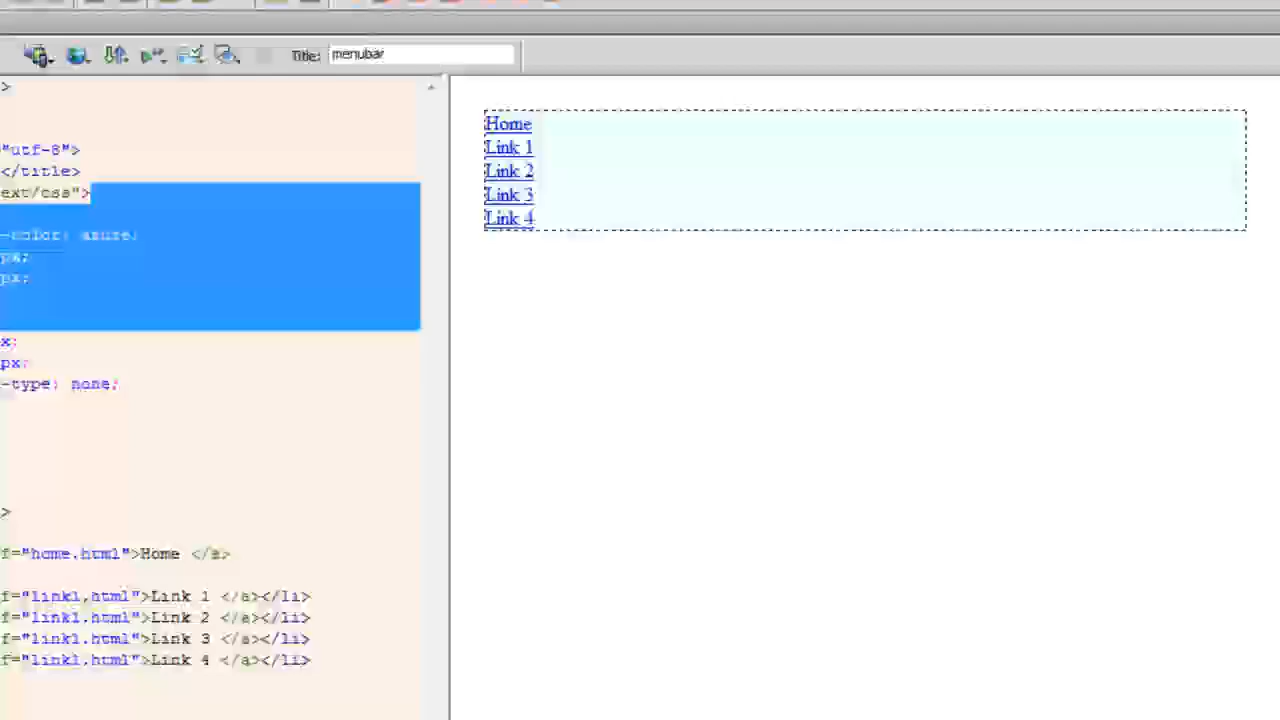 Title: menubar
>
="utf-8">
</title>
ext/css">
-color: azure;
px;
px;
x;
px;
-type: none;
>
f="home.html">Home </a>
f="link1.html">Link 1 </a></li>
f="link1.html">Link 2 </a></li>
f="link1.html">Link 3 </a></li>
f="link1.html">Link 4 </a></li>
Home
Link 1
Link 2
Link 3
Link 4